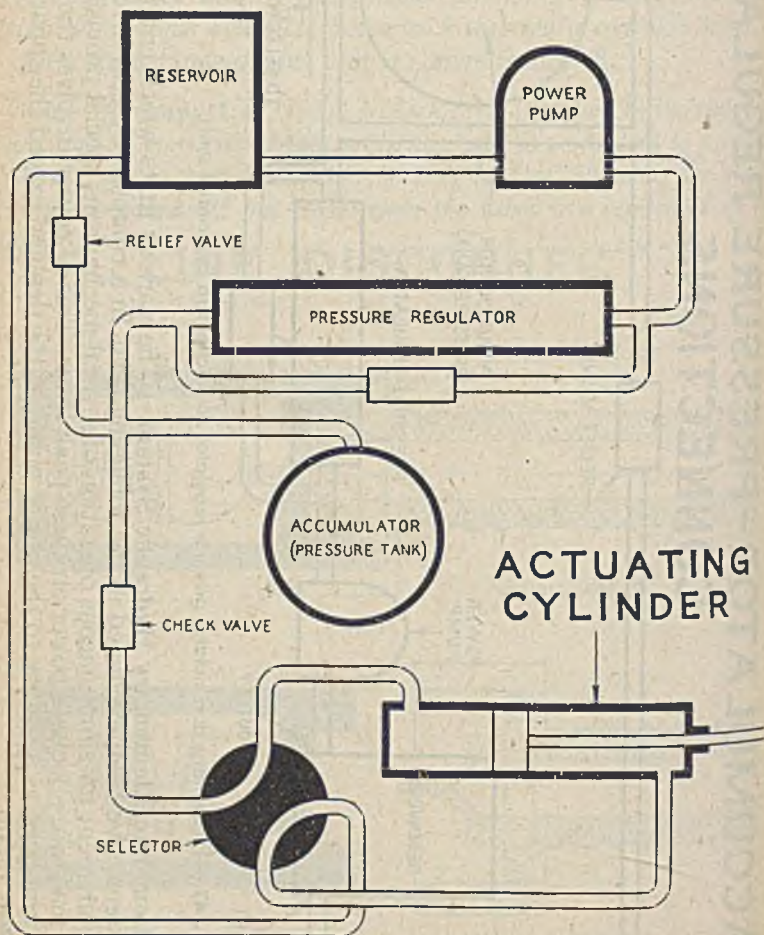 RESERVOIR
POWER
PUMP
RELIEF VALVE
PRESSURE REGULATOR
ACCUMULATOR
(PRESSURE TANK)
ACTUATING
CYLINDER
CHECK VALVE
SELECTOR